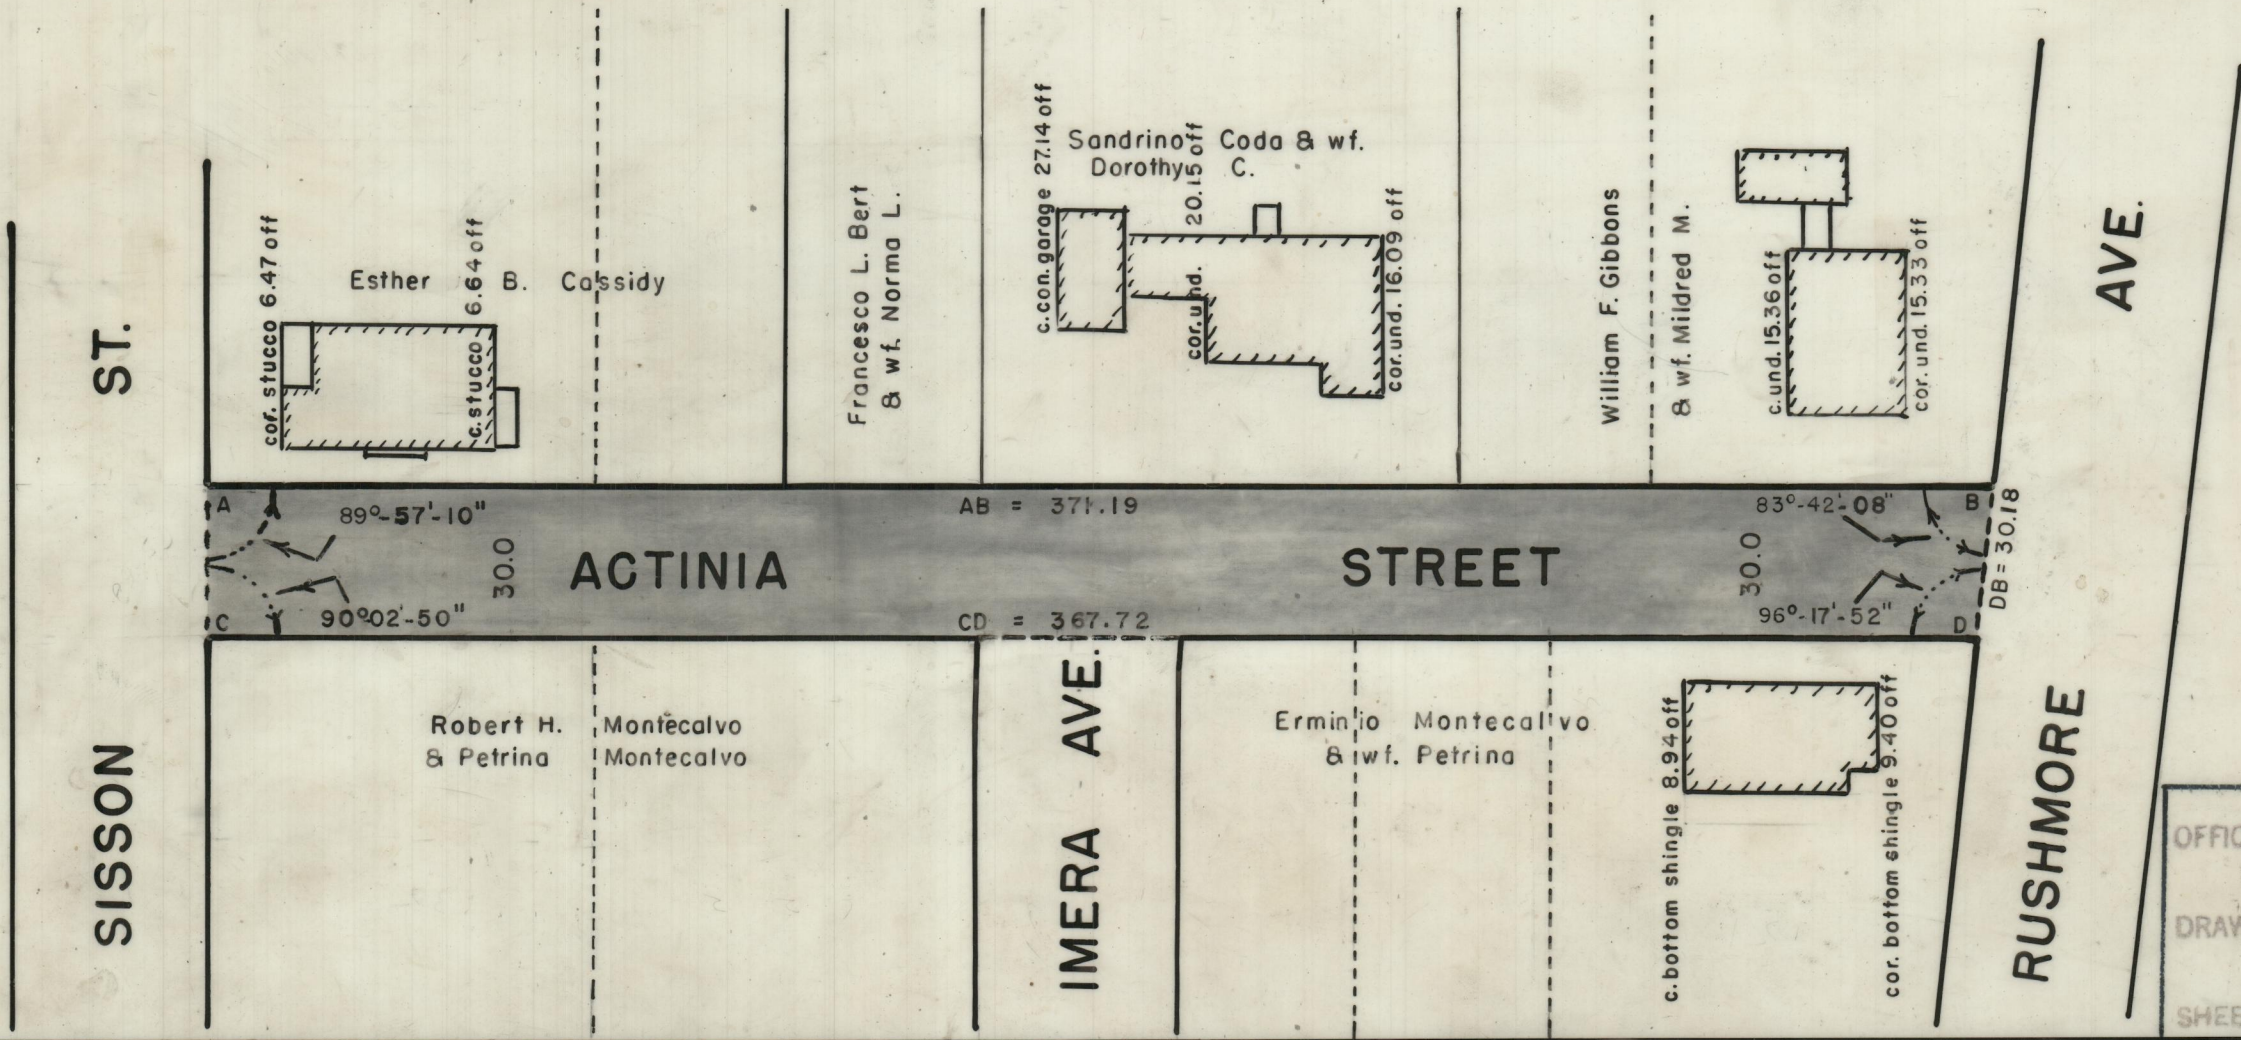 SISSON ST.
cor. stucco 6.47 off
Esther B. Cassidy
c. stucco 6.64 off
Francesco L. Bert
& wf. Norma L.
c. con. garage 27.14 off
Sandrino Coda & wf.
Dorothy C.
cor. und. 20.15 off
cor. und. 16.09 off
William F. Gibbons
& wf. Mildred M.
c. und. 15.36 off
cor. und. 15.33 off
RUSHMORE AVE.
A
89°-57'-10"
AB = 371.19
83°-42'-08"
B
DB = 30.18
30.0
ACTINIA STREET
30.0
C
90°02'-50"
CD = 367.72
96°-17'-52"
D
Robert H. Montecalvo
& Petrina Montecalvo
IMERA AVE.
Erminio Montecalvo
& wf. Petrina
c. bottom shingle 8.94 off
cor. bottom shingle 9.40 off
OFFIC
DRAW
SHEE